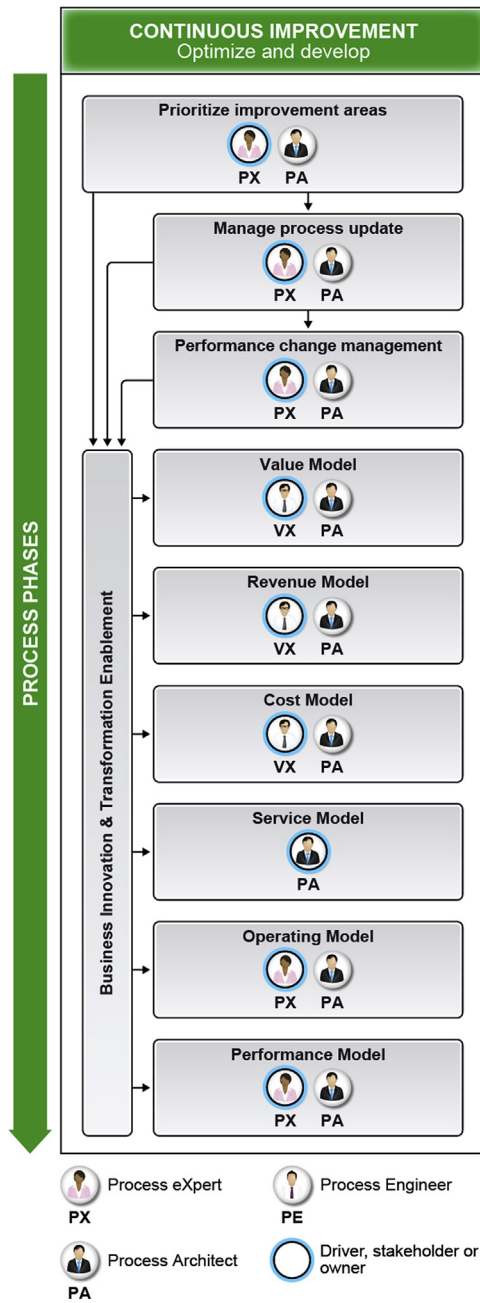 CONTINUOUS IMPROVEMENT
Optimize and develop
PROCESS PHASES
Prioritize improvement areas
PX PA
Manage process update
PX PA
Performance change management
PX PA
Business Innovation & Transformation Enablement
Value Model
VX PA
Revenue Model
VX PA
Cost Model
VX PA
Service Model
PA
Operating Model
PX PA
Performance Model
PX PA
Process eXpert
PX
Process Engineer
PE
Process Architect
PA
Driver, stakeholder or
owner